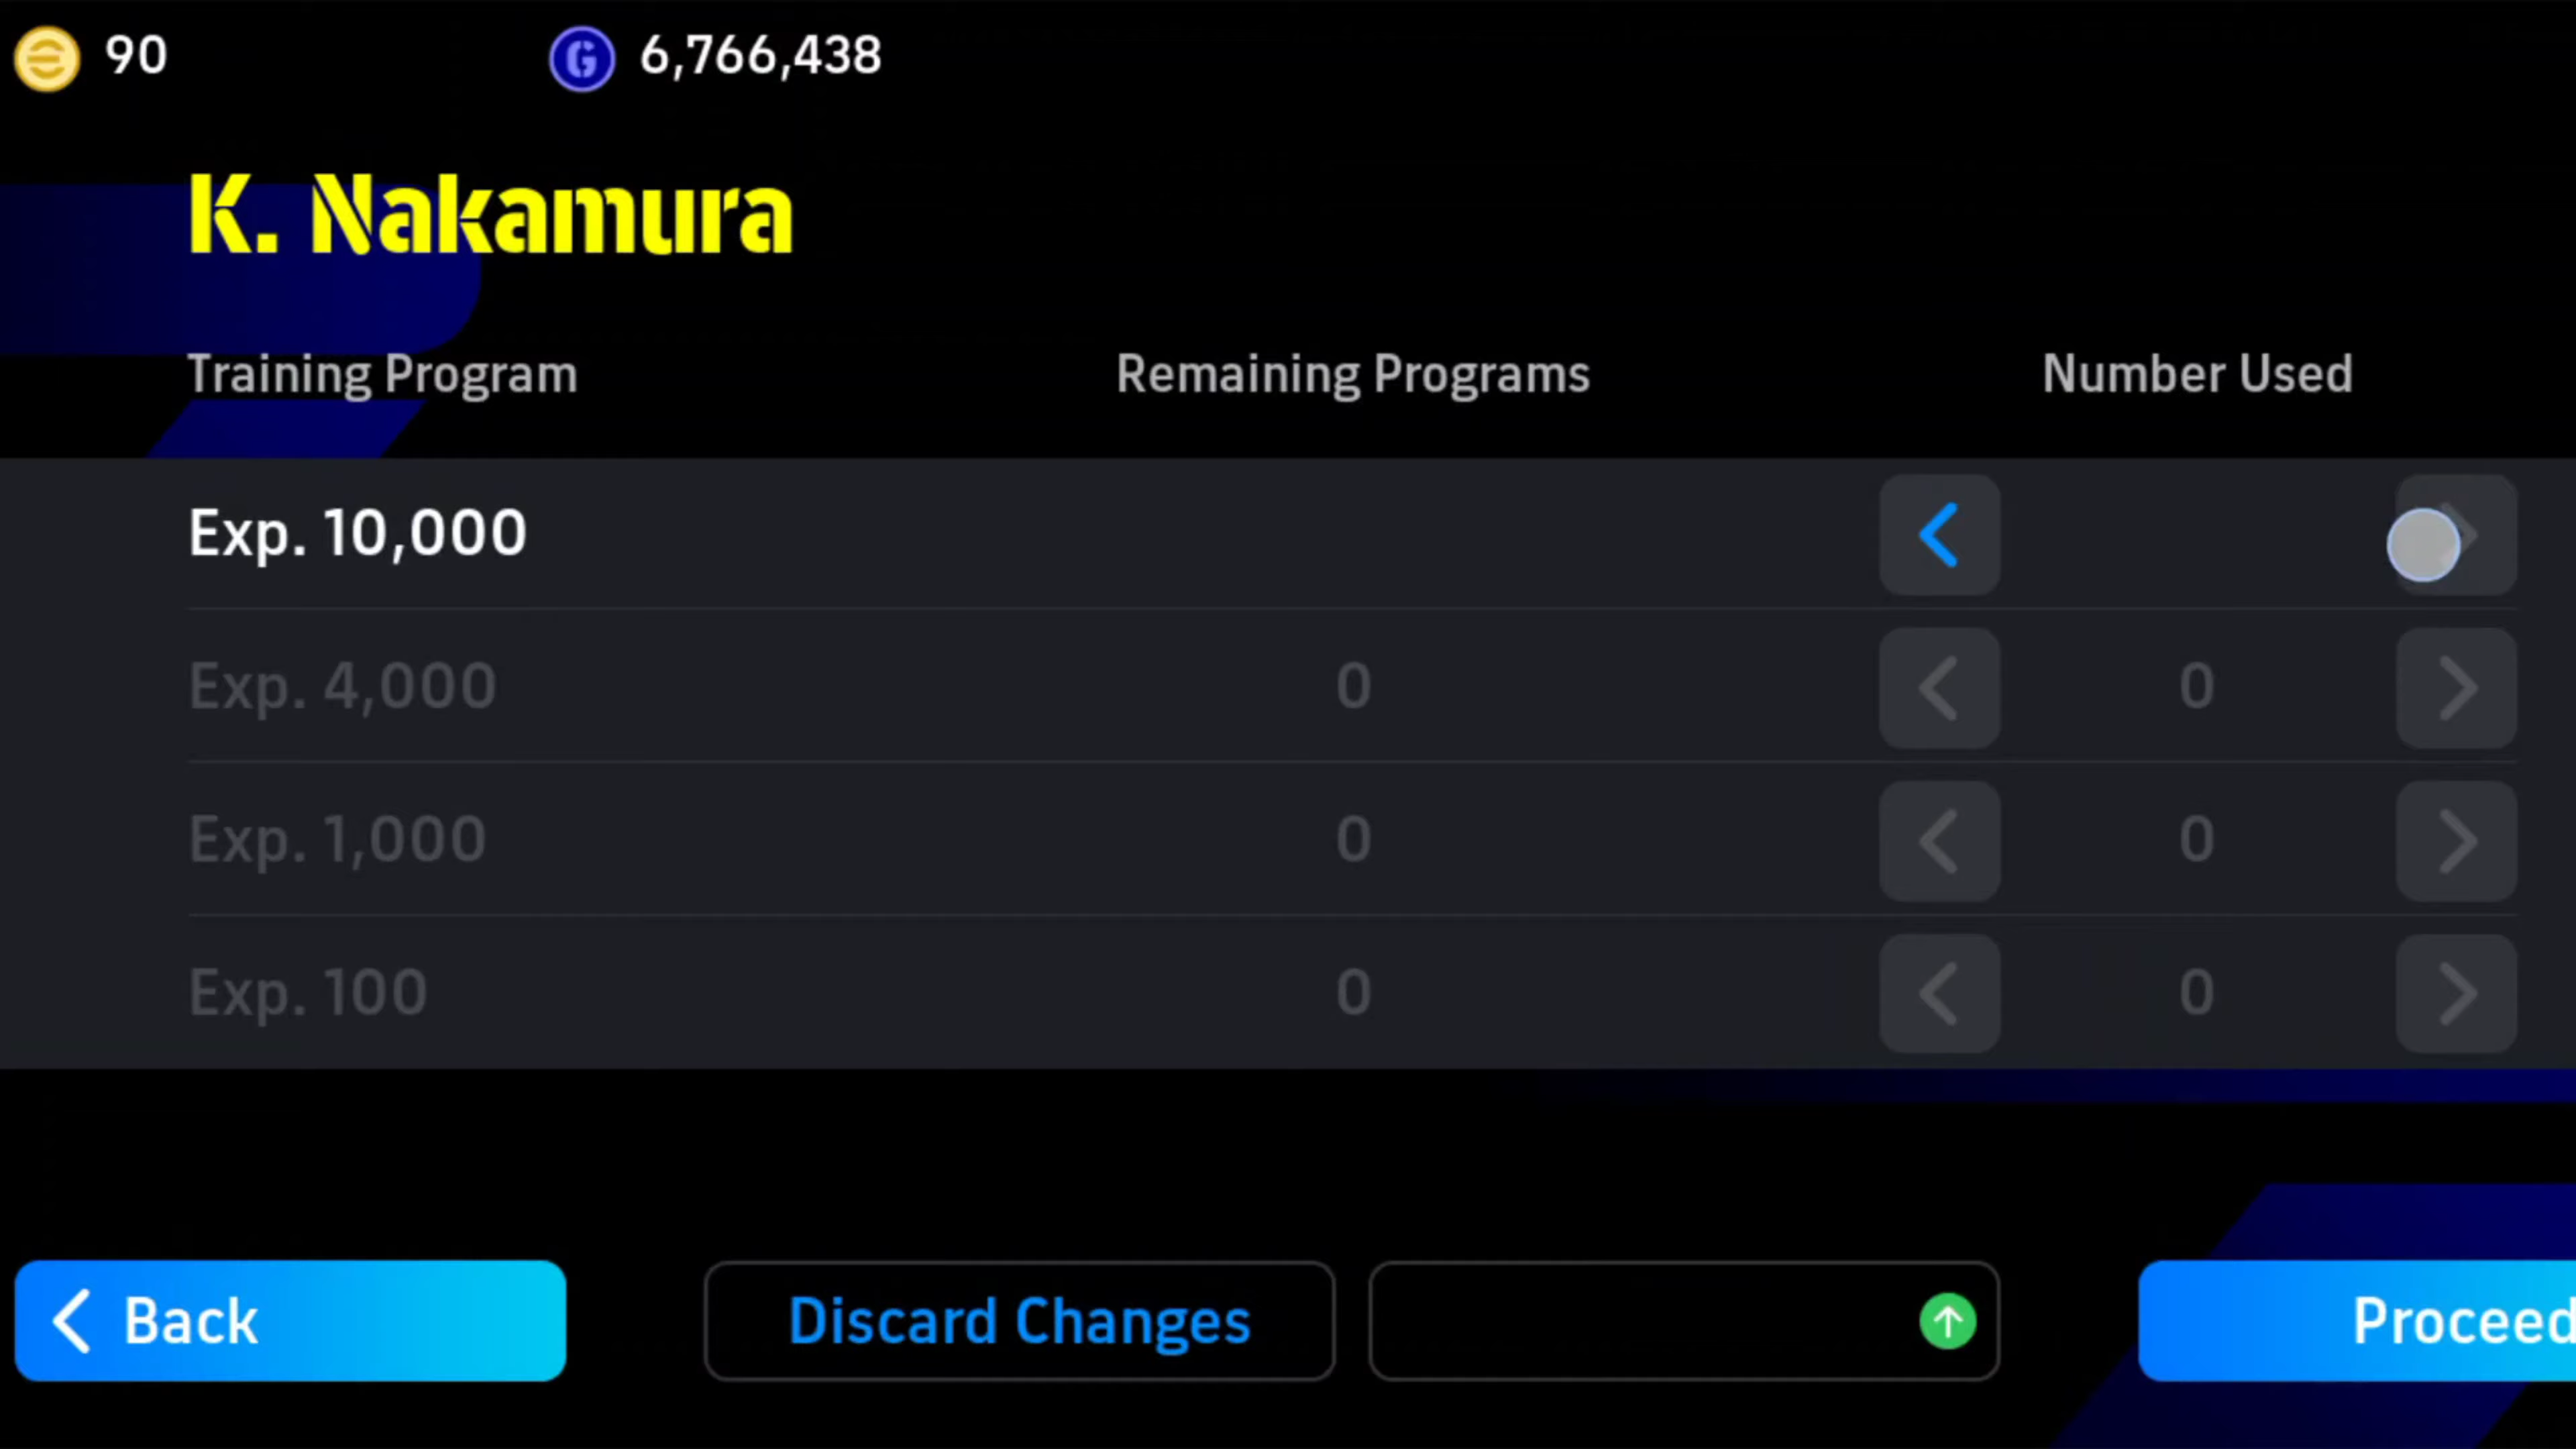 90
6,766,438
K. Nakamura
Training Program Remaining Programs Number Used
Exp. 10,000
Exp. 4,000 0 0
Exp. 1,000 0 0
Exp. 100 0 0
Back Discard Changes Proceed